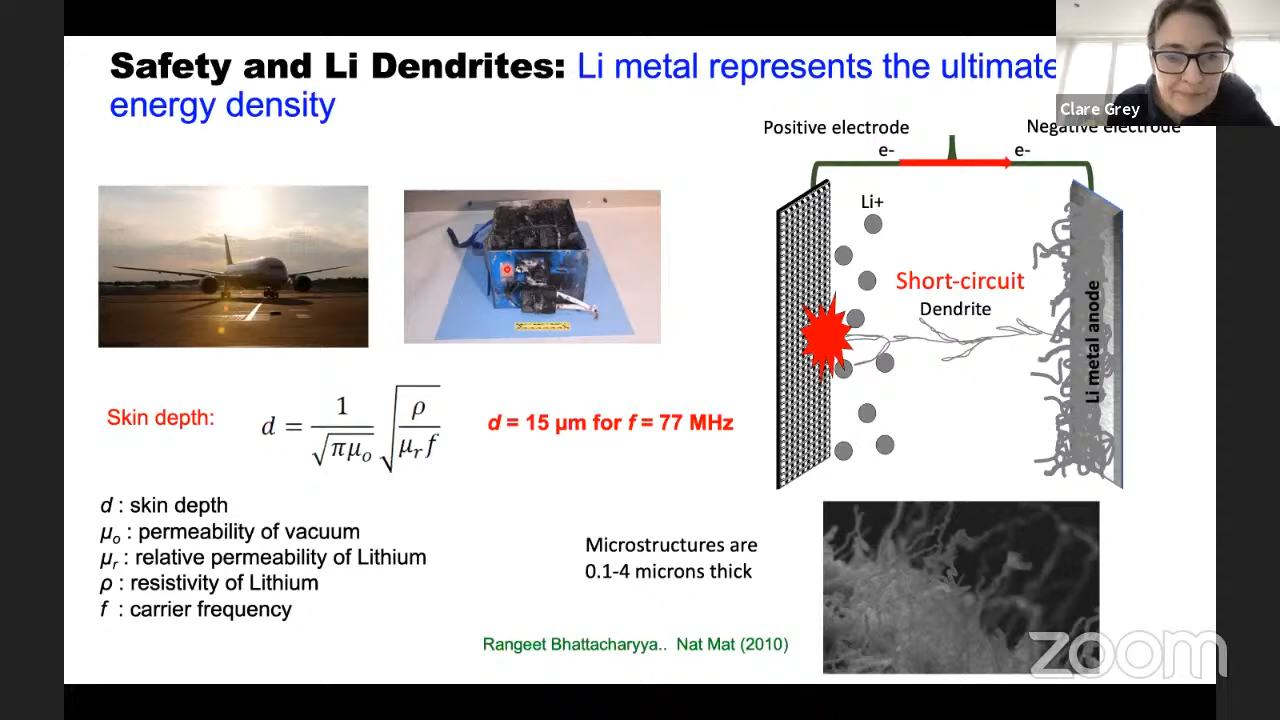 Safety and Li Dendrites: Li metal represents the ultimate
energy density
Clare Grey
Positive electrode
Negative electrode
e-
e-
Li+
Short-circuit
Dendrite
Li metal anode
Skin depth:
d = 1/√(πμo) √(ρ/(μr f))
d = 15 µm for f = 77 MHz
d : skin depth
μo : permeability of vacuum
μr : relative permeability of Lithium
ρ : resistivity of Lithium
f : carrier frequency
Microstructures are
0.1-4 microns thick
Rangeet Bhattacharyya.. Nat Mat (2010)
zoom